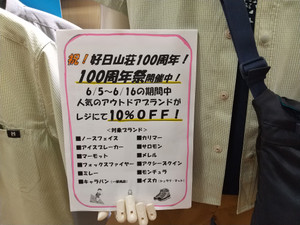 祝！好日山荘100周年！
100周年祭開催中！
6/5～6/16の期間中
人気のアウトドアブランドが
レジにて10％OFF！
＜対象ブランド＞
■ノースフェイス ■カリマー
■アイスブレーカー ■サロモン
■マーモット ■メレル
■フォックスファイヤー ■アクシーズクイン
■ミレー ■モンチュラ
■キャラバン ■イスカ